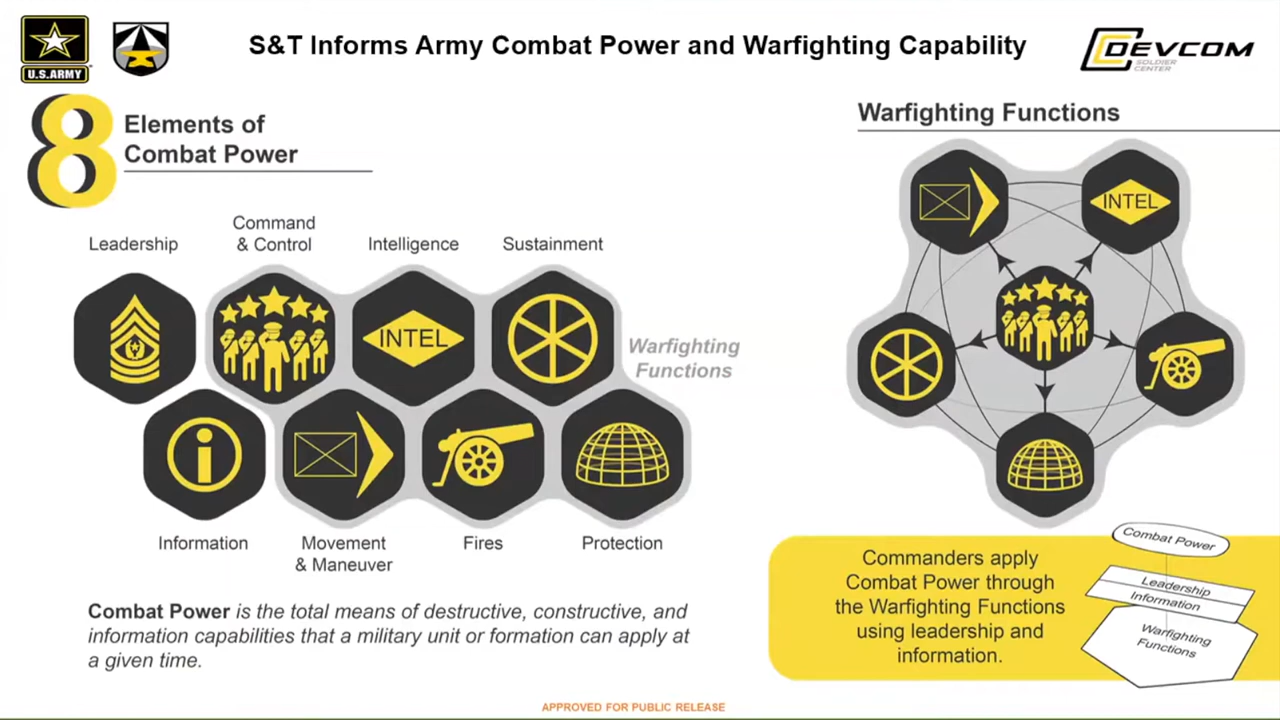 S&T Informs Army Combat Power and Warfighting Capability
U.S.ARMY
DEVCOM
SOLDIER
CENTER
8
Elements of
Combat Power
Leadership
Command
& Control
Intelligence
Sustainment
INTEL
Warfighting
Functions
Information
Movement
& Maneuver
Fires
Protection
Combat Power is the total means of destructive, constructive, and
information capabilities that a military unit or formation can apply at
a given time.
Warfighting Functions
INTEL
Commanders apply
Combat Power through
the Warfighting Functions
using leadership and
information.
Combat Power
Leadership
Information
Warfighting
Functions
APPROVED FOR PUBLIC RELEASE